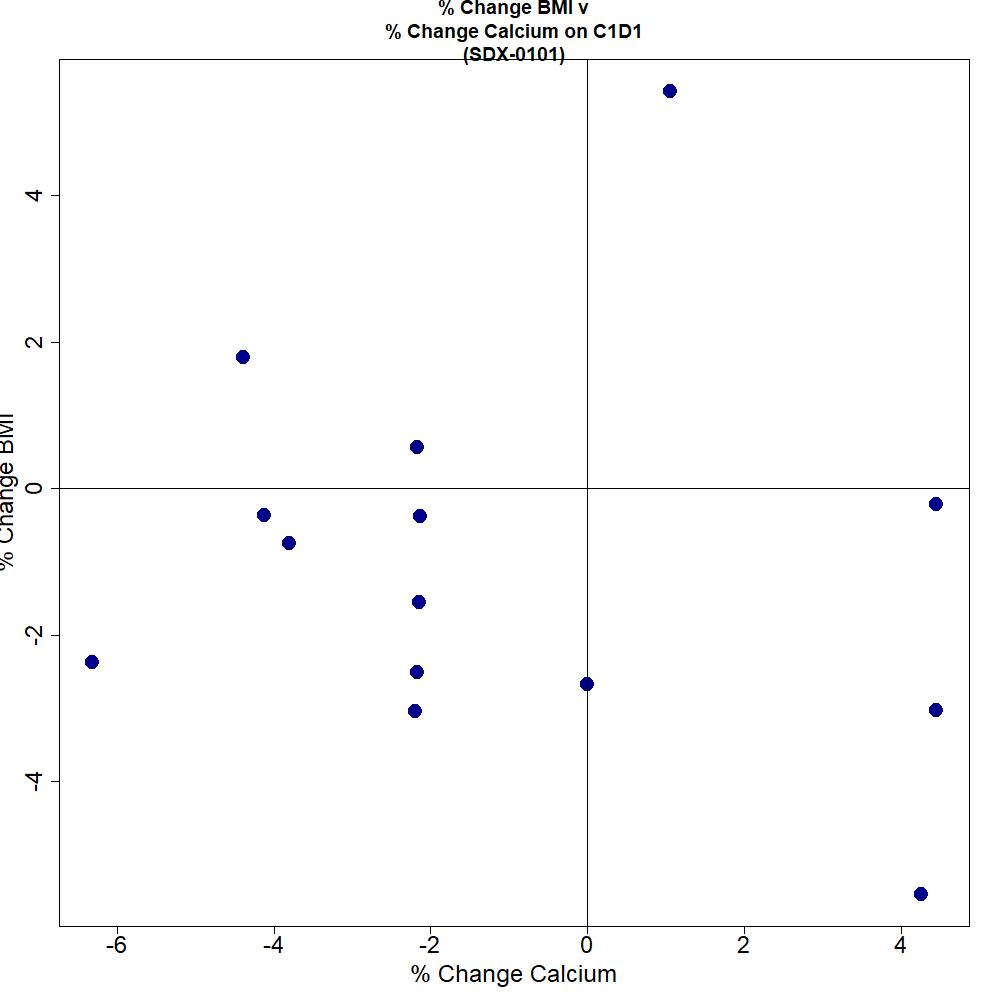 % Change BMI v
% Change Calcium on C1D1
(SDX-0101)
4
2
0
-2
-4
% Change BMI
-6
-4
-2
0
2
4
% Change Calcium